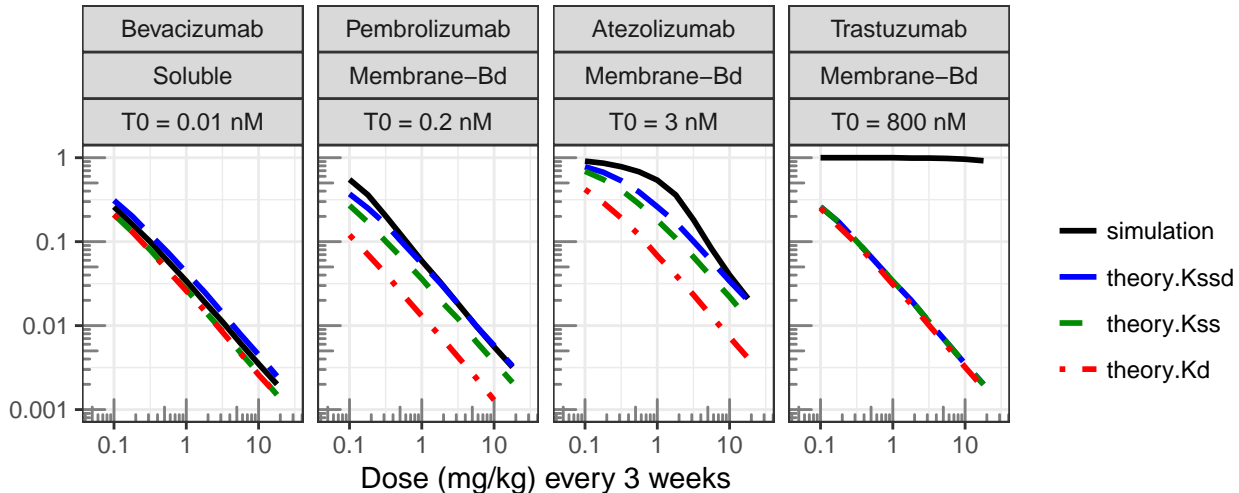 Bevacizumab
Soluble
T0 = 0.01 nM
Pembrolizumab
Membrane−Bd
T0 = 0.2 nM
Atezolizumab
Membrane−Bd
T0 = 3 nM
Trastuzumab
Membrane−Bd
T0 = 800 nM
1
0.1
0.01
0.001
0.1 1 10
0.1 1 10
0.1 1 10
0.1 1 10
Dose (mg/kg) every 3 weeks
simulation
theory.Kssd
theory.Kss
theory.Kd